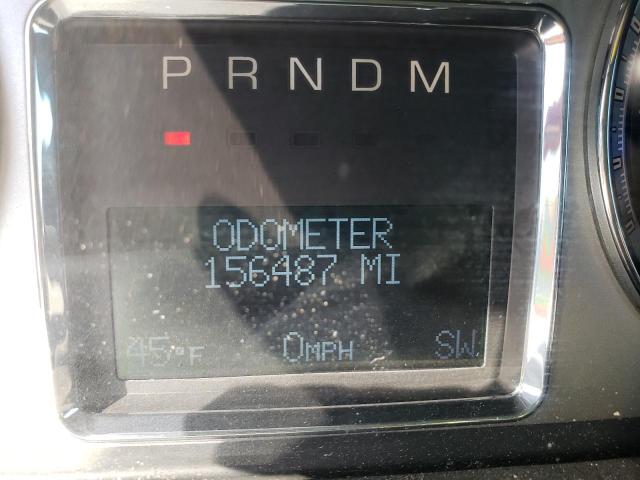 P R N D M
ODOMETER
156487 MI
45°F 0MPH SW